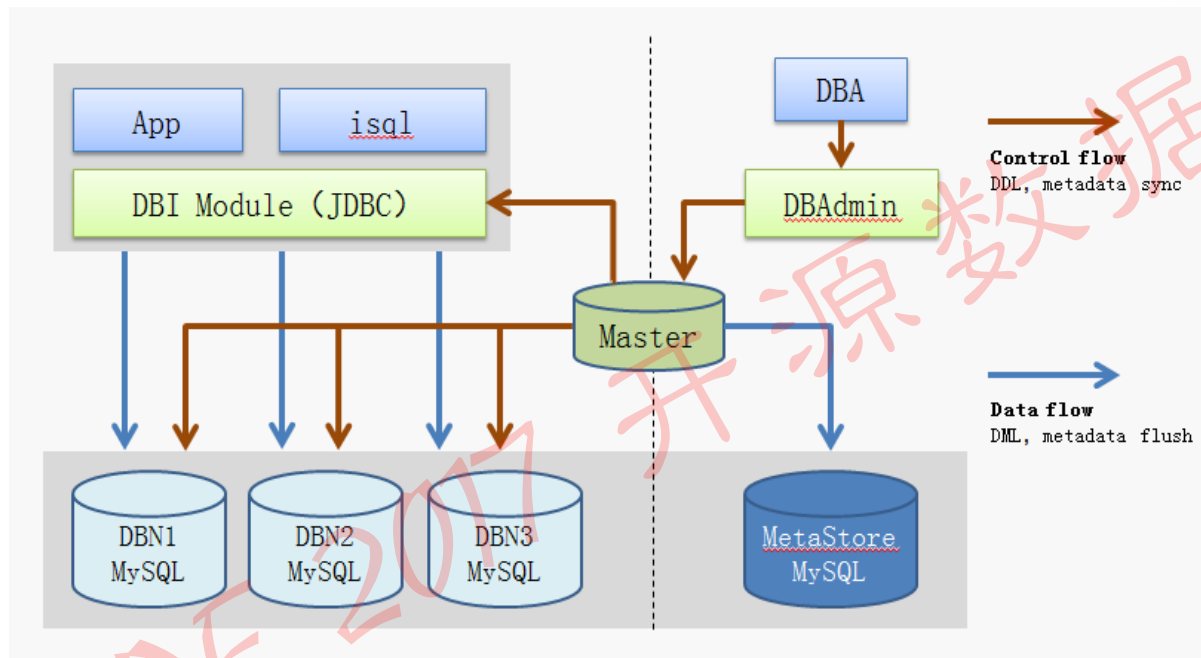 App
isql
DBI Module (JDBC)
DBA
DBAdmin
Control flow
DDL, metadata sync
Master
Data flow
DML, metadata flush
DBN1
MySQL
DBN2
MySQL
DBN3
MySQL
MetaStore
MySQL
2017 开源数据